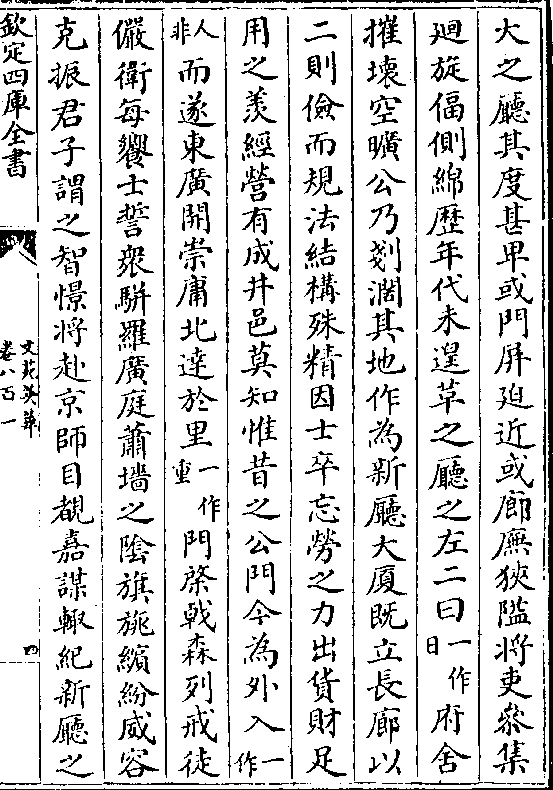 大之廳其度甚卑或門屏廹近或廊廡狹隘将吏叅集
廻旋偪側綿歴年代未遑草之廳之左二曰一作日府舍
摧壊空曠公乃剗濶其地作為新廳大厦既立長廊以
二則儉而規法結構殊精因士卒忘勞之力出貨財足
用之羡經營有成井邑莫知惟昔之公門今為外入一作
人非而遂東廣開崇庸北達於里一作重門棨㦸森列戒徒
儼衛每饗士誓衆駢羅廣庭蕭墻之陰旗旐繽紛威容
克振君子謂之智憬将赴京師目覩嘉謀輙紀新廳之
欽定四庫全書
文苑英華
卷八百一
四